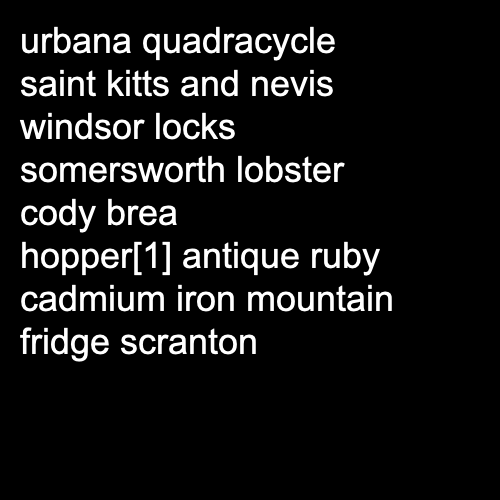 urbana quadracycle
saint kitts and nevis
windsor locks
somersworth lobster
cody brea
hopper[1] antique ruby
cadmium iron mountain
fridge scranton